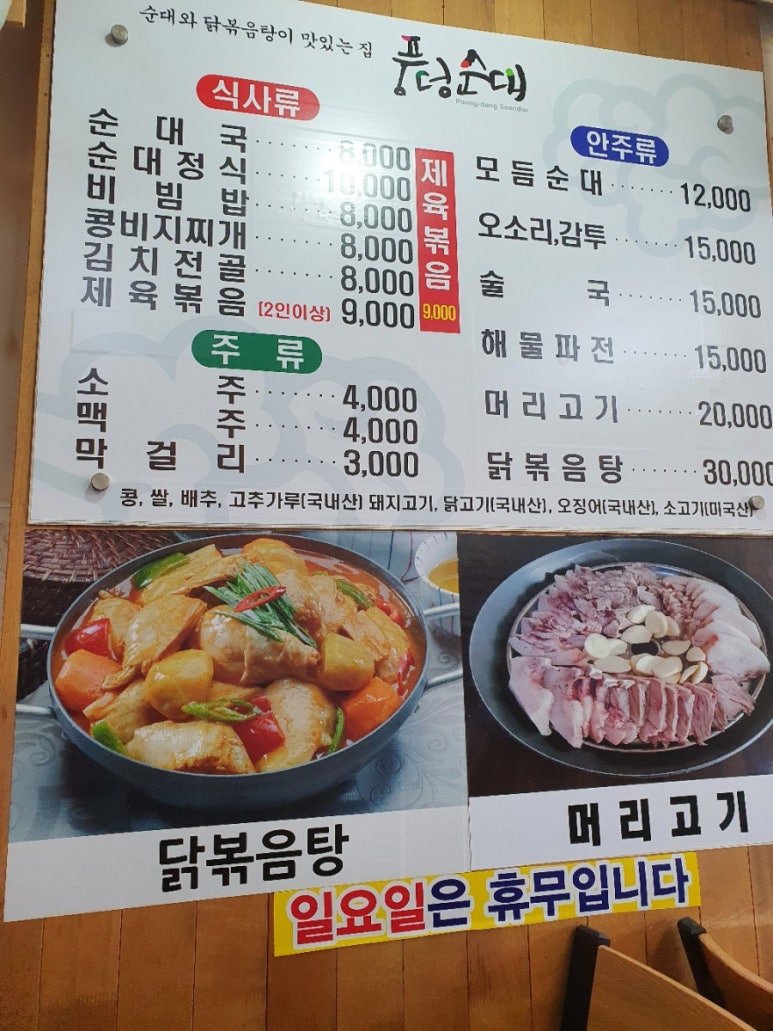 순대와 닭볶음탕이 맛있는 집
풍덩순대
Poong-dung Soondae
식사류
순대국 8,000
순대정식 10,000
비빔밥 8,000
콩비지찌개 8,000
김치전골 8,000
제육볶음 [2인이상] 9,000
제육볶음 9,000
주류
소주 4,000
맥주 4,000
막걸리 3,000
안주류
모듬순대 12,000
오소리,감투 15,000
술국 15,000
해물파전 15,000
머리고기 20,000
닭볶음탕 30,000
콩, 쌀, 배추, 고추가루(국내산) 돼지고기, 닭고기(국내산), 오징어(국내산), 소고기(미국산)
닭볶음탕
머리고기
일요일은 휴무입니다